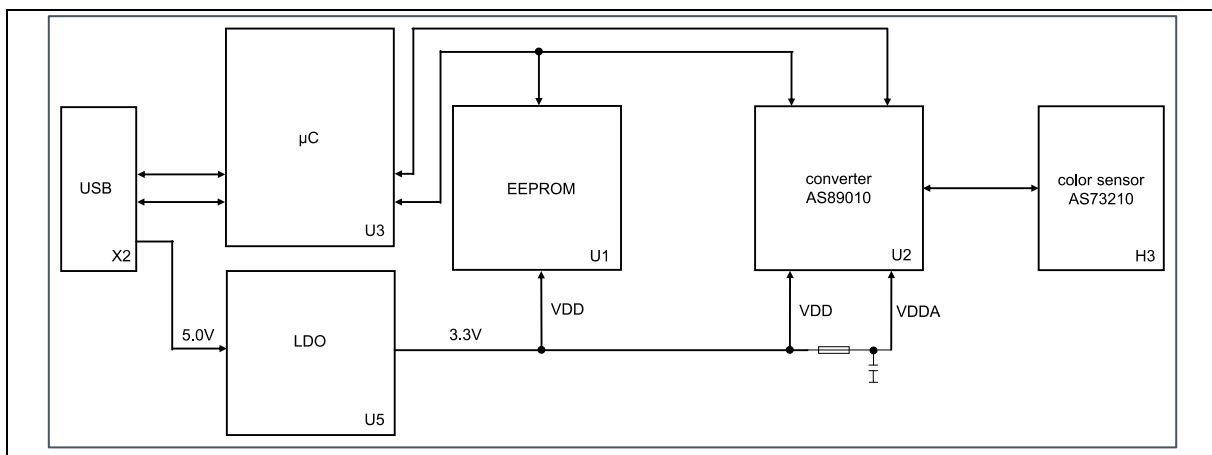 USB
X2
µC
U3
EEPROM
U1
converter
AS89010
U2
color sensor
AS73210
H3
5.0V
LDO
U5
3.3V
VDD
VDD
VDDA